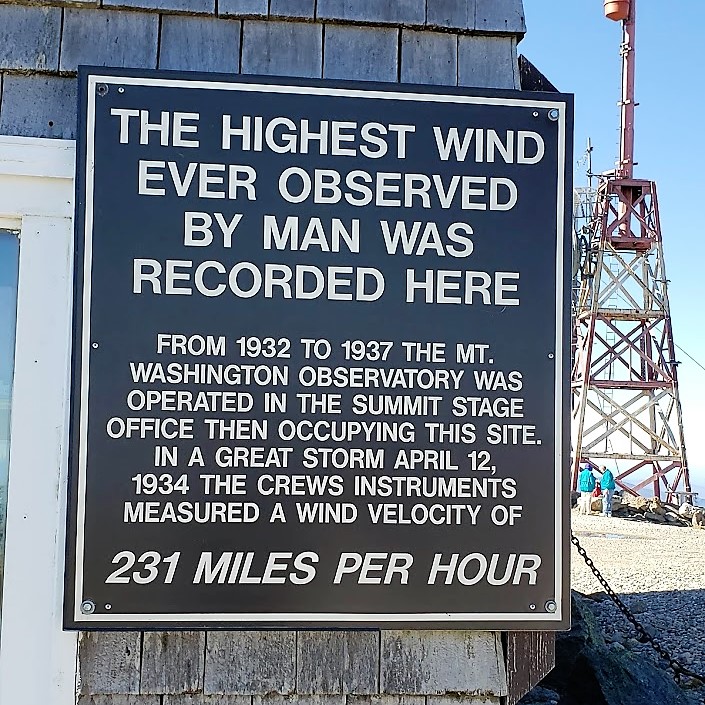 THE HIGHEST WIND
EVER OBSERVED
BY MAN WAS
RECORDED HERE
FROM 1932 TO 1937 THE MT.
WASHINGTON OBSERVATORY WAS
OPERATED IN THE SUMMIT STAGE
OFFICE THEN OCCUPYING THIS SITE.
IN A GREAT STORM APRIL 12,
1934 THE CREWS INSTRUMENTS
MEASURED A WIND VELOCITY OF
231 MILES PER HOUR